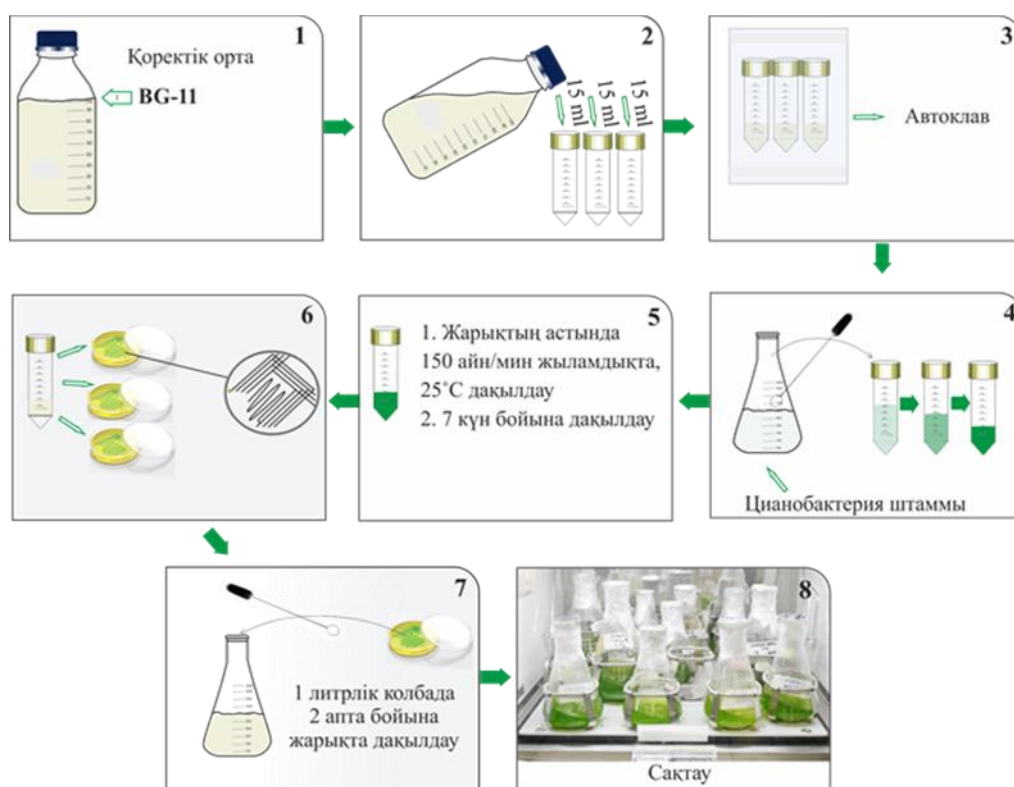 1
Қоректік орта
BG-11
2
15 ml
15 ml
15 ml
3
Автоклав
4
Цианобактерия штаммы
5
1. Жарықтың астында
150 айн/мин жыламдықта,
25˚C дақылдау
2. 7 күн бойына дақылдау
6
7
1 литрлік колбада
2 апта бойына
жарықта дақылдау
8
Сақтау